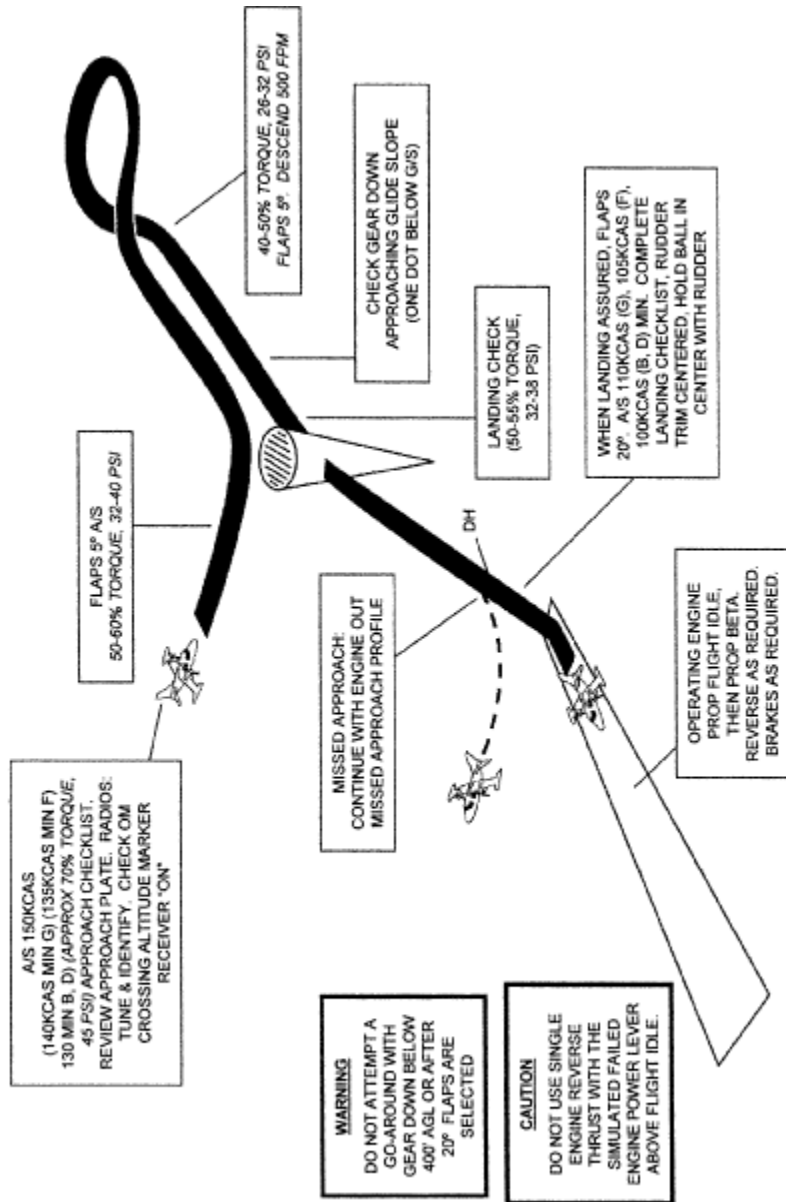 A/S 150KCAS
(140KCAS MIN G) (135KCAS MIN F)
130 MIN B, D) (APPROX 70% TORQUE,
45 PSI) APPROACH CHECKLIST.
REVIEW APPROACH PLATE. RADIOS:
TUNE & IDENTIFY. CHECK OM
CROSSING ALTITUDE MARKER
RECEIVER "ON"
FLAPS 5º A/S
50-60% TORQUE, 32-40 PSI
40-50% TORQUE, 26-32 PSI
FLAPS 5º. DESCEND 500 FPM
CHECK GEAR DOWN
APPROACHING GLIDE SLOPE
(ONE DOT BELOW G/S)
LANDING CHECK
(50-55% TORQUE,
32-38 PSI)
MISSED APPROACH:
CONTINUE WITH ENGINE OUT
MISSED APPROACH PROFILE
DH
WHEN LANDING ASSURED, FLAPS
20º. A/S 110KCAS (G), 105KCAS (F),
100KCAS (B, D) MIN. COMPLETE
LANDING CHECKLIST, RUDDER
TRIM CENTERED, HOLD BALL IN
CENTER WITH RUDDER
OPERATING ENGINE
PROP FLIGHT IDLE,
THEN PROP BETA.
REVERSE AS REQUIRED.
BRAKES AS REQUIRED.
WARNING
DO NOT ATTEMPT A
GO-AROUND WITH
GEAR DOWN BELOW
400' AGL OR AFTER
20º FLAPS ARE
SELECTED
CAUTION
DO NOT USE SINGLE
ENGINE REVERSE
THRUST WITH THE
SIMULATED FAILED
ENGINE POWER LEVER
ABOVE FLIGHT IDLE.